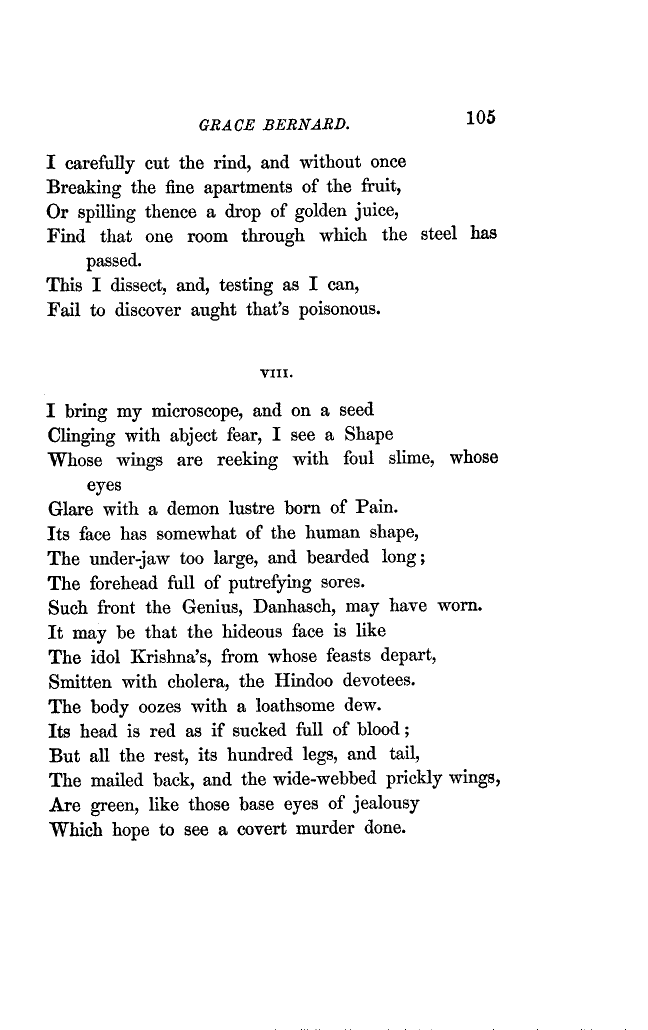 GRACE BERNARD. 105
I carefully cut the rind, and without once
Breaking the fine apartments of the fruit,
Or spilling thence a drop of golden juice,
Find that one room through which the steel has
passed.
This I dissect, and, testing as I can,
Fail to discover aught that's poisonous.
VIII.
I bring my microscope, and on a seed
Clinging with abject fear, I see a Shape
Whose wings are reeking with foul slime, whose
eyes
Glare with a demon lustre born of Pain.
Its face has somewhat of the human shape,
The under-jaw too large, and bearded long;
The forehead full of putrefying sores.
Such front the Genius, Danhasch, may have worn.
It may be that the hideous face is like
The idol Krishna's, from whose feasts depart,
Smitten with cholera, the Hindoo devotees.
The body oozes with a loathsome dew.
Its head is red as if sucked full of blood;
But all the rest, its hundred legs, and tail,
The mailed back, and the wide-webbed prickly wings,
Are green, like those base eyes of jealousy
Which hope to see a covert murder done.